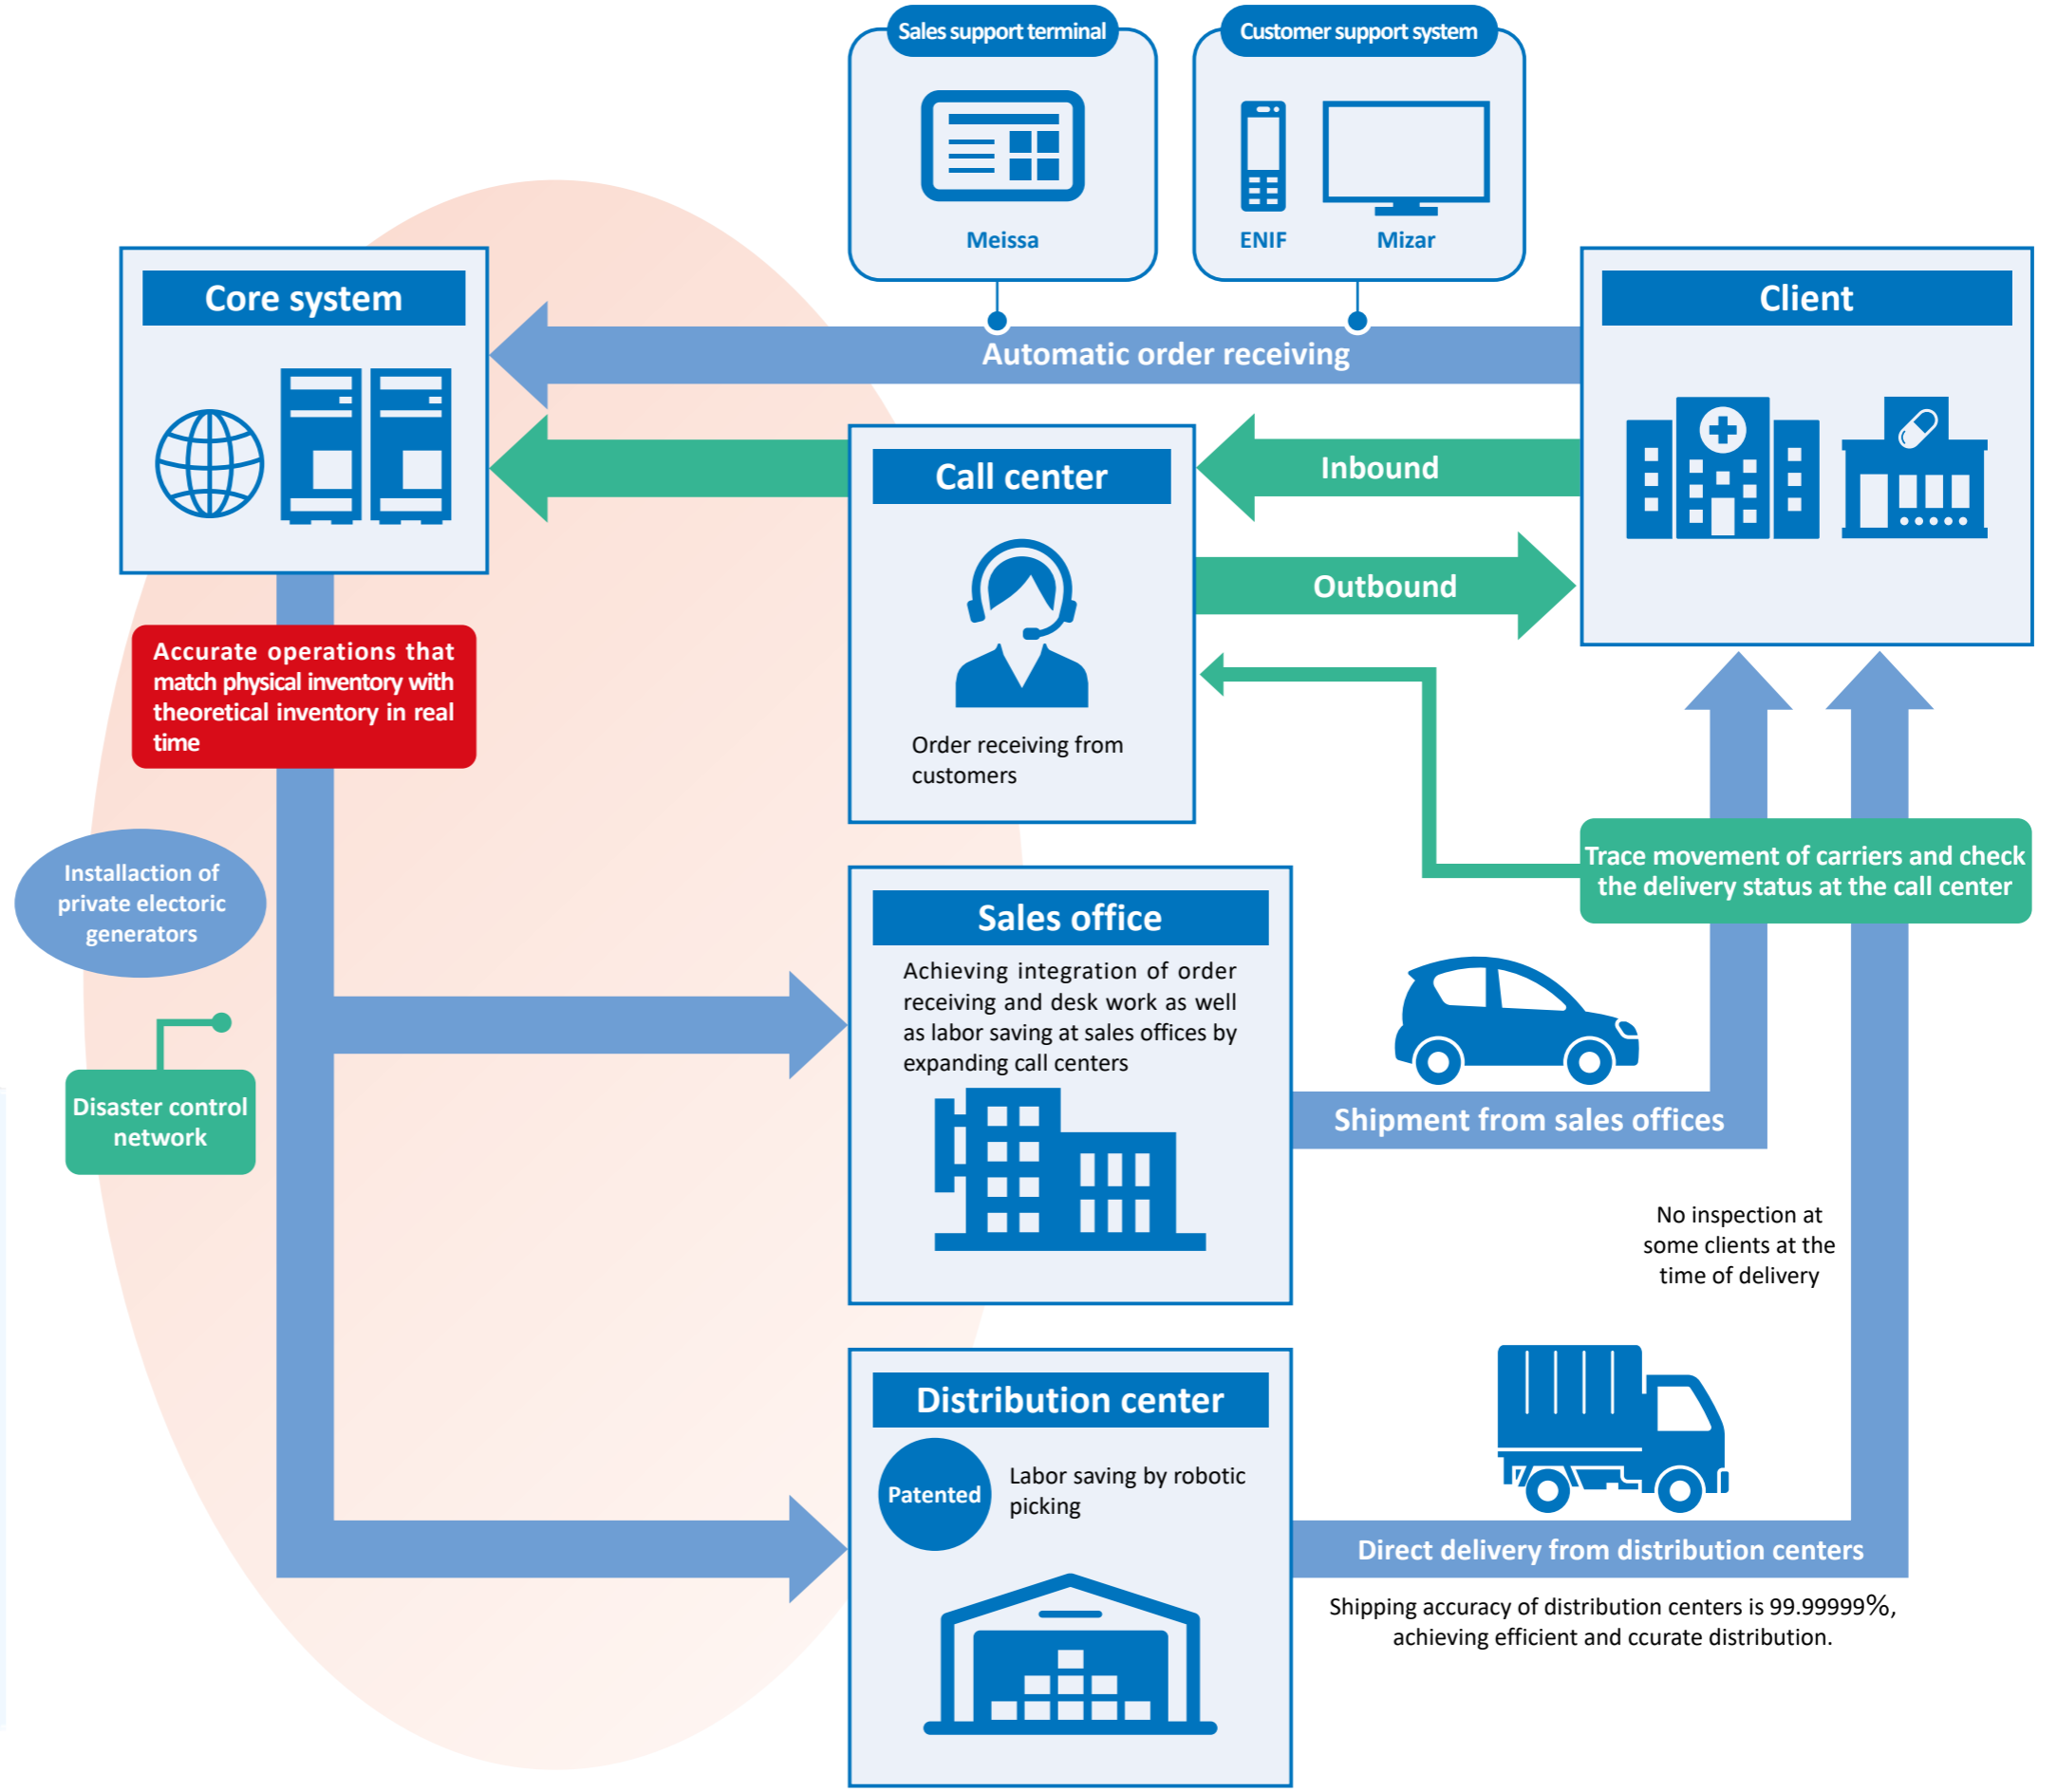 Sales support terminal
Customer support system
Meissa
ENIF
Mizar
Core system
Client
Automatic order receiving
Call center
Inbound
Outbound
Order receiving from
customers
Accurate operations that
match physical inventory with
theoretical inventory in real
time
Installaction of
private electoric
generators
Trace movement of carriers and check
the delivery status at the call center
Sales office
Achieving integration of order
receiving and desk work as well
as labor saving at sales offices by
expanding call centers
Disaster control
network
Shipment from sales offices
No inspection at
some clients at the
time of delivery
Distribution center
Patented
Labor saving by robotic
picking
Direct delivery from distribution centers
Shipping accuracy of distribution centers is 99.99999%,
achieving efficient and ccurate distribution.